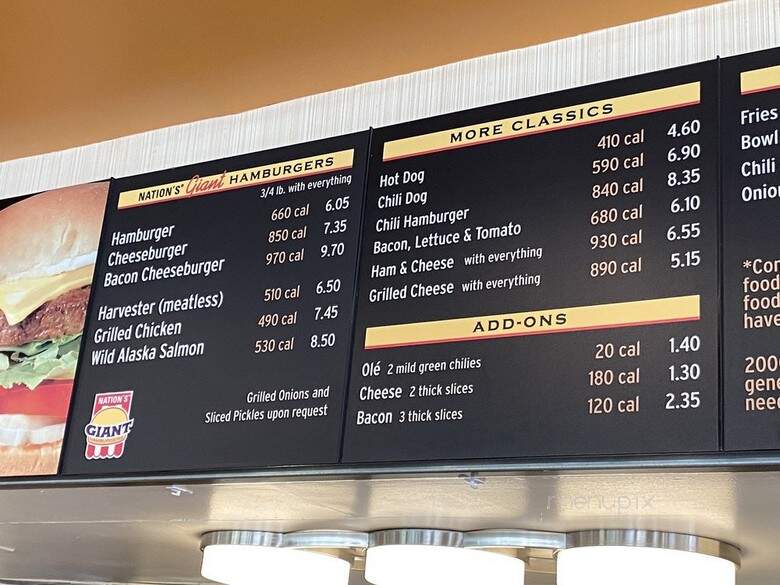 NATION'S' Giant HAMBURGERS
3/4 lb. with everything
Hamburger 660 cal 6.05
Cheeseburger 850 cal 7.35
Bacon Cheeseburger 970 cal 9.70
Harvester (meatless) 510 cal 6.50
Grilled Chicken 490 cal 7.45
Wild Alaska Salmon 530 cal 8.50
NATION'S
GIANT
HAMBURGERS
Grilled Onions and
Sliced Pickles upon request
MORE CLASSICS
Hot Dog 410 cal 4.60
Chili Dog 590 cal 6.90
Chili Hamburger 840 cal 8.35
Bacon, Lettuce & Tomato 680 cal 6.10
Ham & Cheese with everything 930 cal 6.55
Grilled Cheese with everything 890 cal 5.15
ADD-ONS
Olé 2 mild green chilies 20 cal 1.40
Cheese 2 thick slices 180 cal 1.30
Bacon 3 thick slices 120 cal 2.35
Fries
Bowl
Chili
Onio
*Con
food
food
have
200
gene
need
menupix